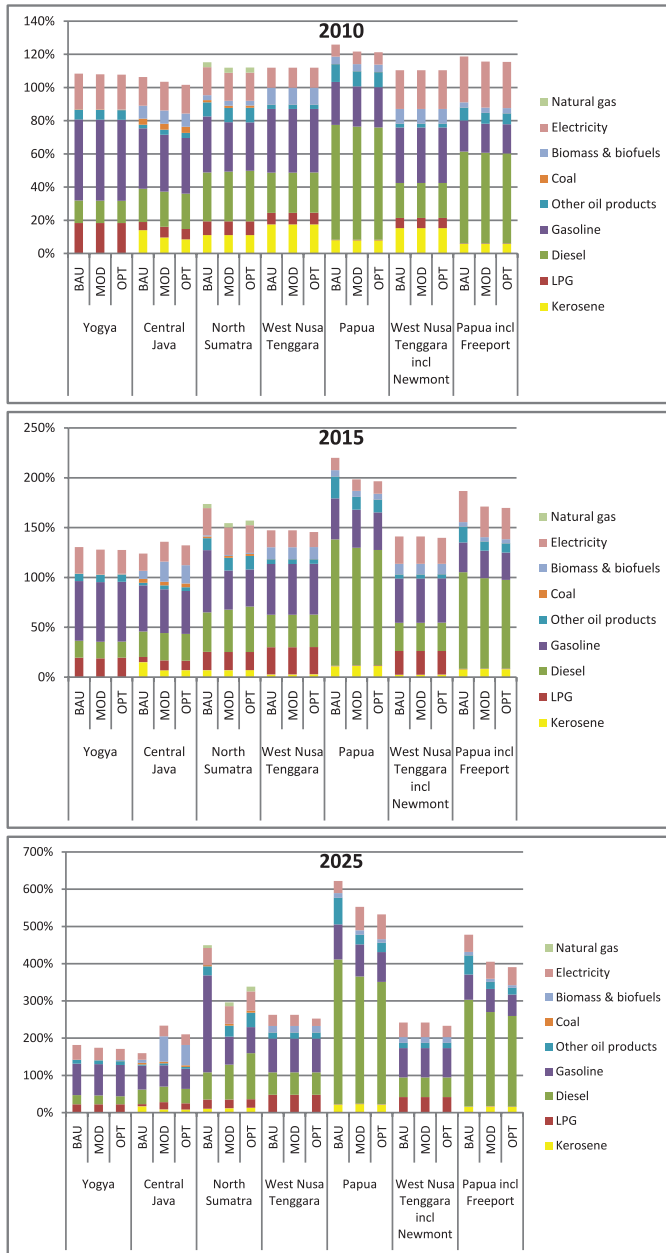 2010
140%
120%
100%
80%
60%
40%
20%
0%
BAU MOD OPT BAU MOD OPT BAU MOD OPT BAU MOD OPT BAU MOD OPT BAU MOD OPT BAU MOD OPT
Yogya Central Java North Sumatra West Nusa Tenggara Papua West Nusa Tenggara incl Newmont Papua incl Freeport
Natural gas
Electricity
Biomass & biofuels
Coal
Other oil products
Gasoline
Diesel
LPG
Kerosene
2015
250%
200%
150%
100%
50%
0%
BAU MOD OPT BAU MOD OPT BAU MOD OPT BAU MOD OPT BAU MOD OPT BAU MOD OPT BAU MOD OPT
Yogya Central Java North Sumatra West Nusa Tenggara Papua West Nusa Tenggara incl Newmont Papua incl Freeport
Natural gas
Electricity
Biomass & biofuels
Coal
Other oil products
Gasoline
Diesel
LPG
Kerosene
2025
700%
600%
500%
400%
300%
200%
100%
0%
BAU MOD OPT BAU MOD OPT BAU MOD OPT BAU MOD OPT BAU MOD OPT BAU MOD OPT BAU MOD OPT
Yogya Central Java North Sumatra West Nusa Tenggara Papua West Nusa Tenggara incl Newmont Papua incl Freeport
Natural gas
Electricity
Biomass & biofuels
Coal
Other oil products
Gasoline
Diesel
LPG
Kerosene